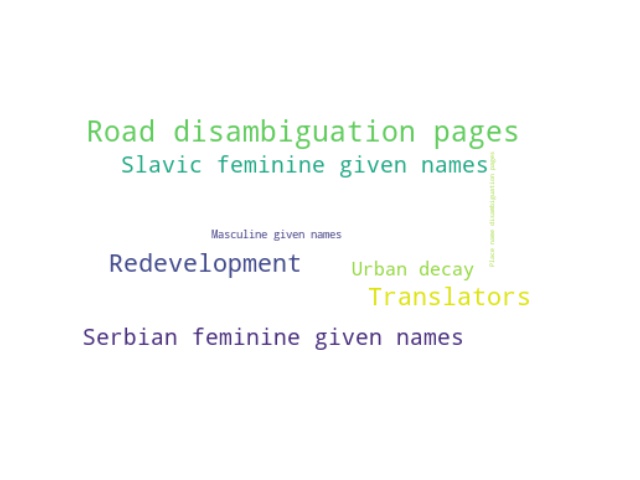 Road disambiguation pages
Slavic feminine given names
Place name disambiguation pages
Masculine given names
Redevelopment
Urban decay
Translators
Serbian feminine given names